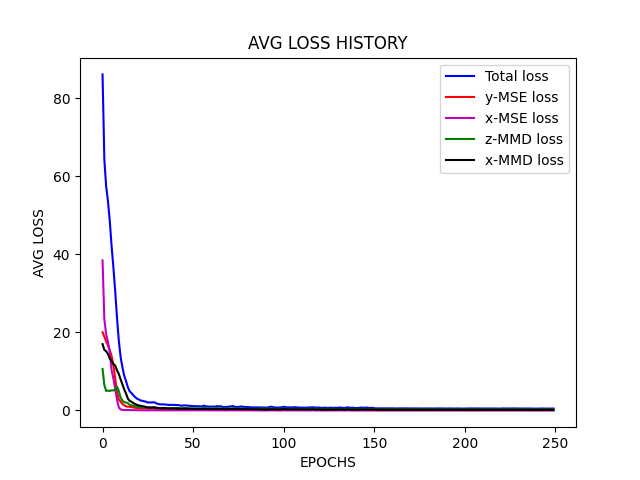 AVG LOSS HISTORY
Total loss
y-MSE loss
x-MSE loss
z-MMD loss
x-MMD loss
AVG LOSS
80
60
40
20
0
0 50 100 150 200 250
EPOCHS